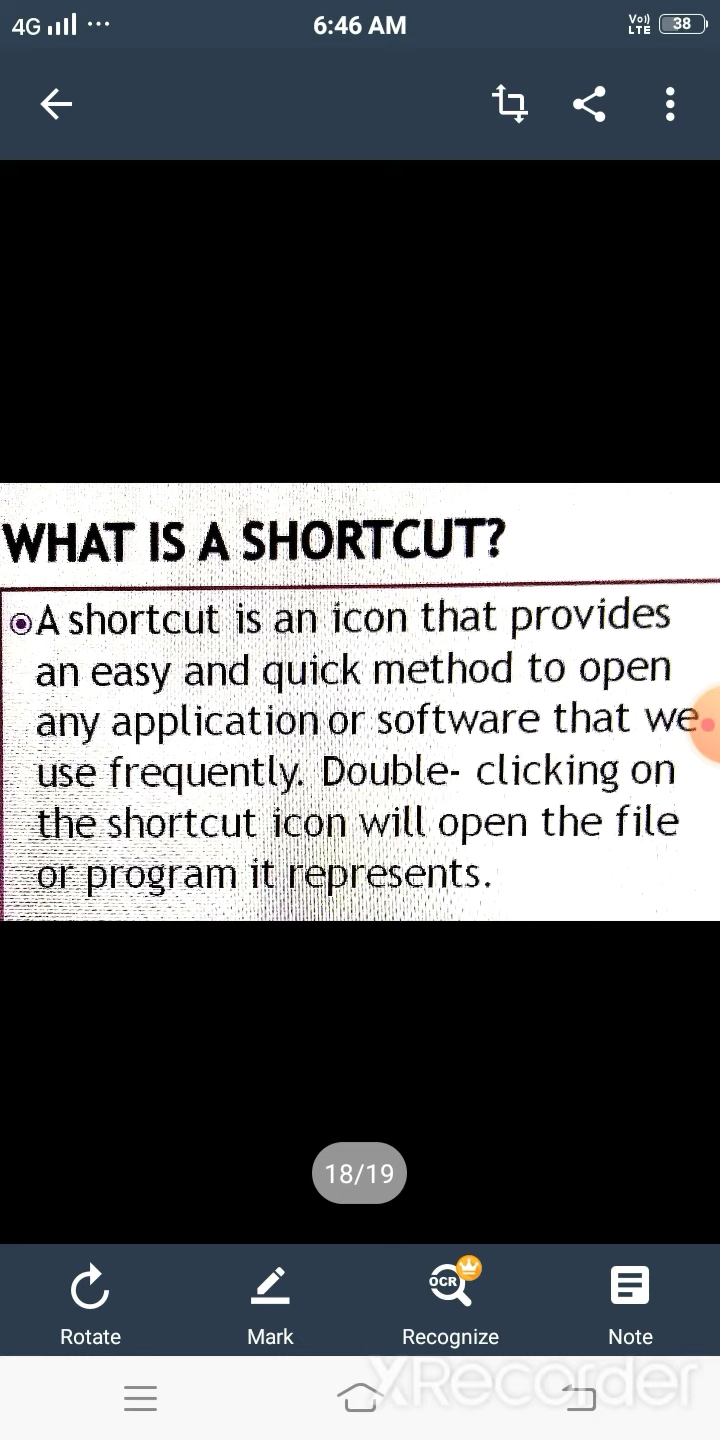 4G 6:46 AM Vo)) LTE 38
WHAT IS A SHORTCUT?
A shortcut is an icon that provides
an easy and quick method to open
any application or software that we
use frequently. Double- clicking on
the shortcut icon will open the file
or program it represents.
18/19
OCR
Rotate Mark Recognize Note
XRecorder